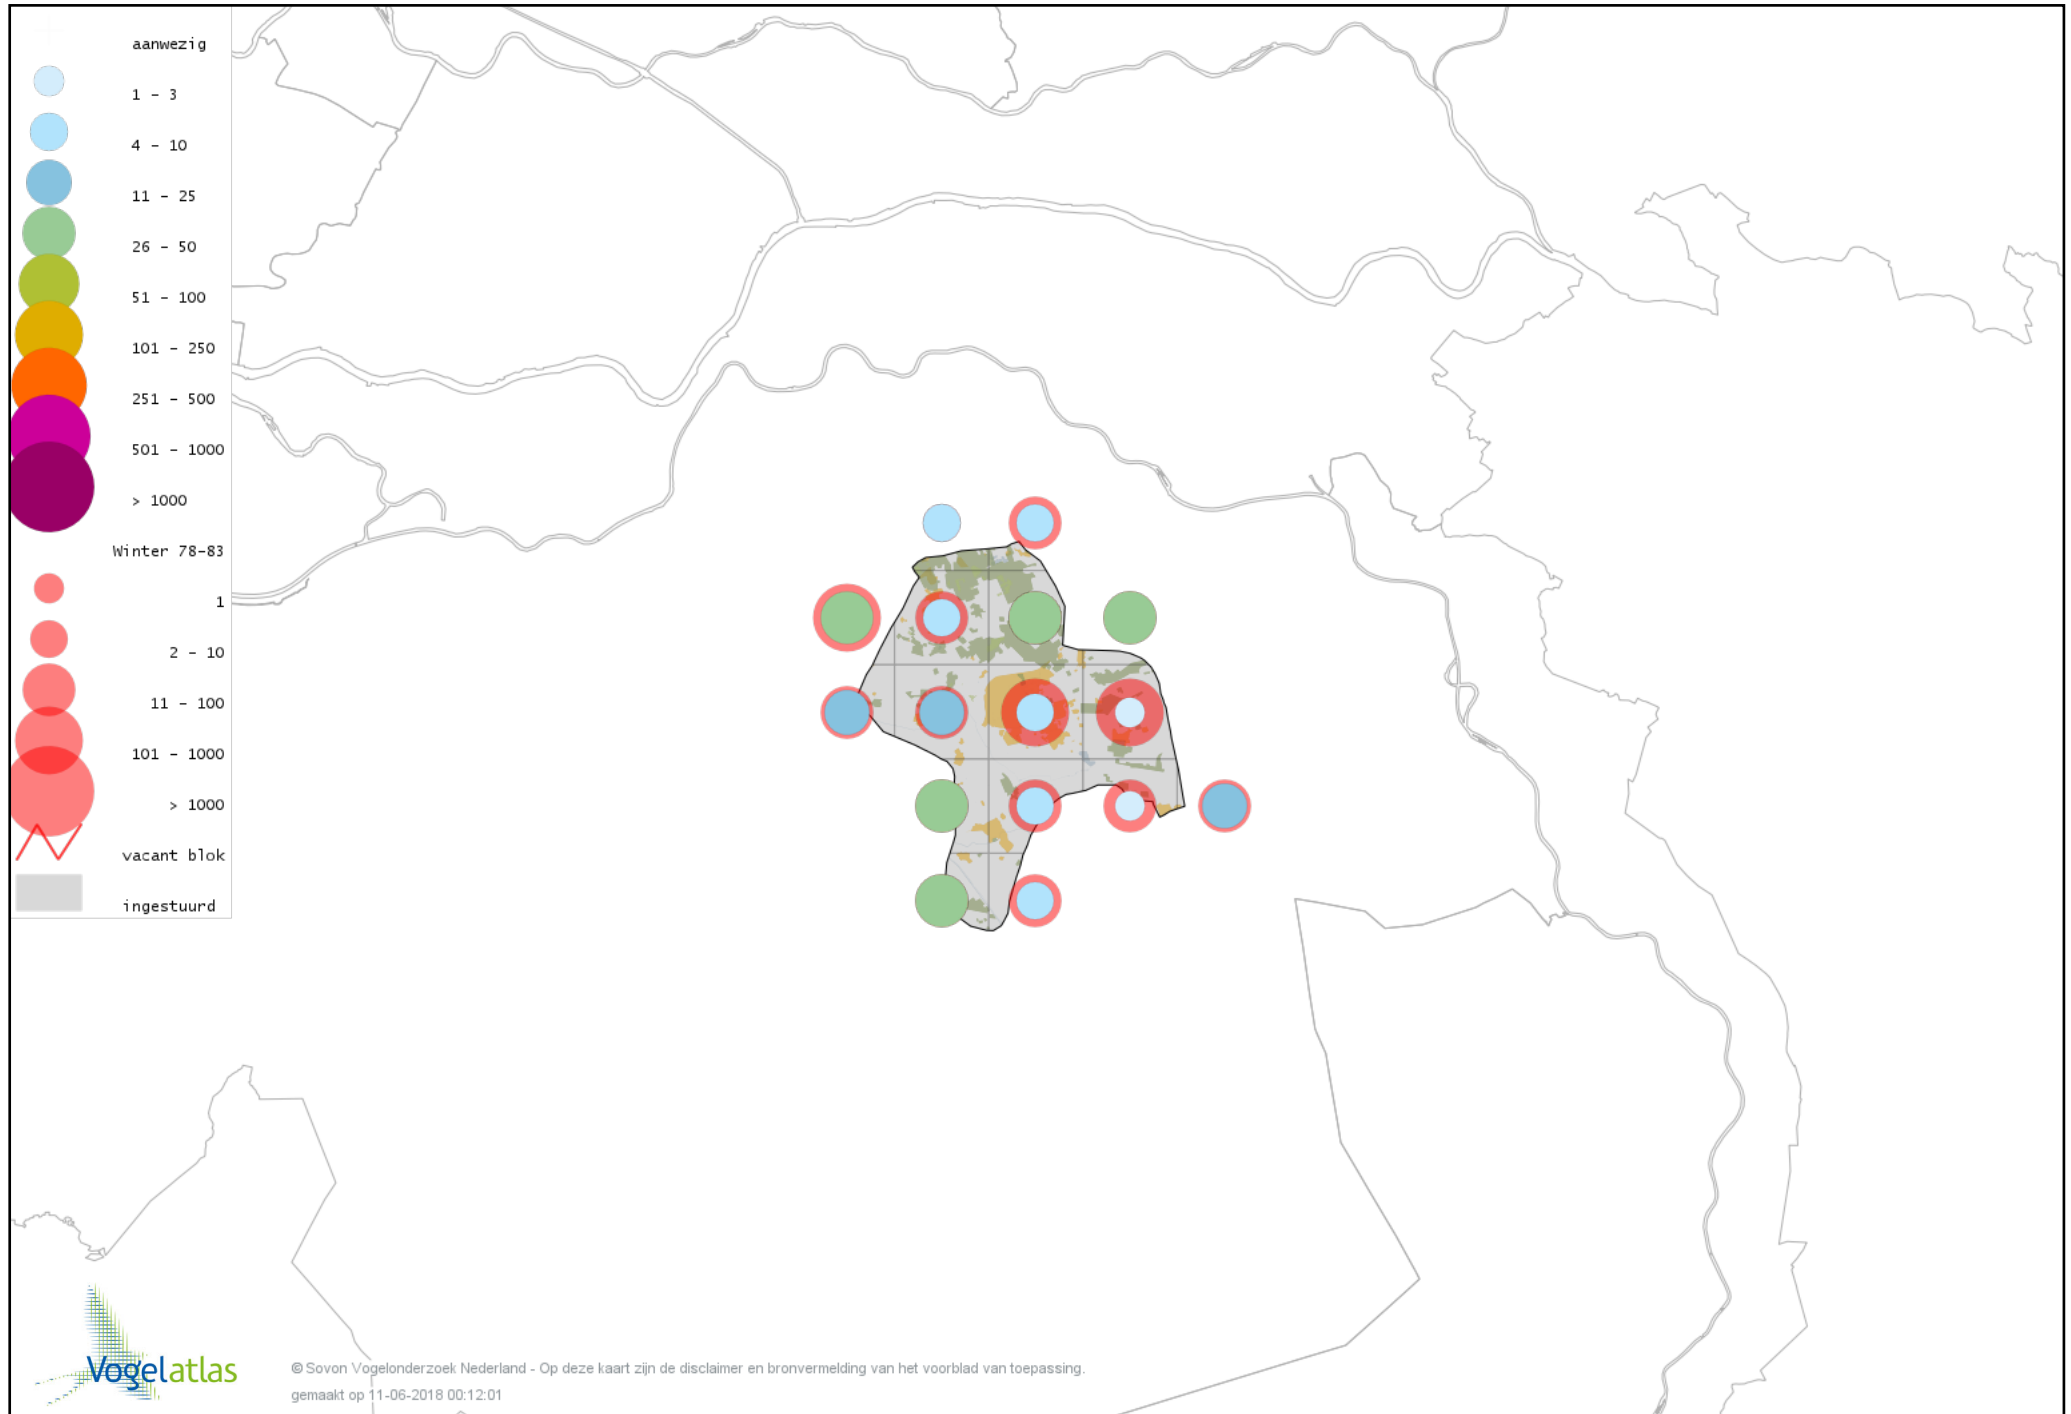 aanwezig
1 - 3
4 - 10
11 - 25
26 - 50
51 - 100
101 - 250
251 - 500
501 - 1000
> 1000
Winter 78-83
1
2 - 10
11 - 100
101 - 1000
> 1000
vacant blok
ingestuurd
Vogelatlas
© Sovon Vogelonderzoek Nederland - Op deze kaart zijn de disclaimer en bronvermelding van het voorblad van toepassing.
gemaakt op 11-06-2018 00:12:01